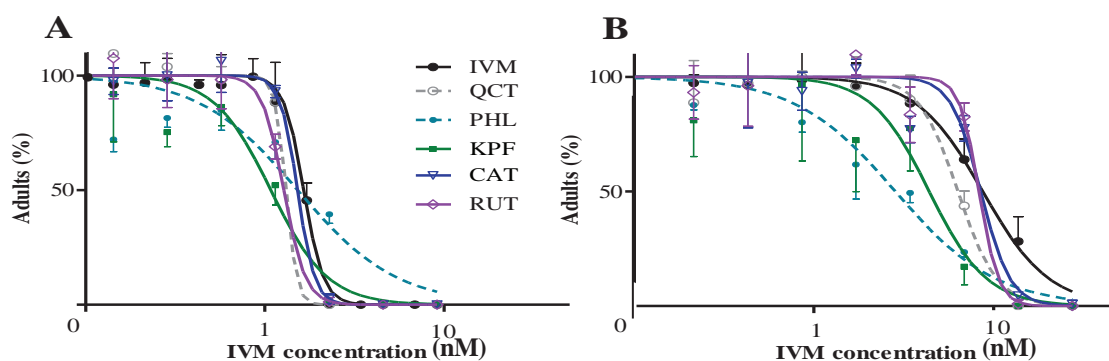 A
B
Adults (%)
100
50
0
1
10
IVM concentration (nM)
IVM
QCT
PHL
KPF
CAT
RUT
Adults (%)
100
50
0
1
10
IVM concentration (nM)